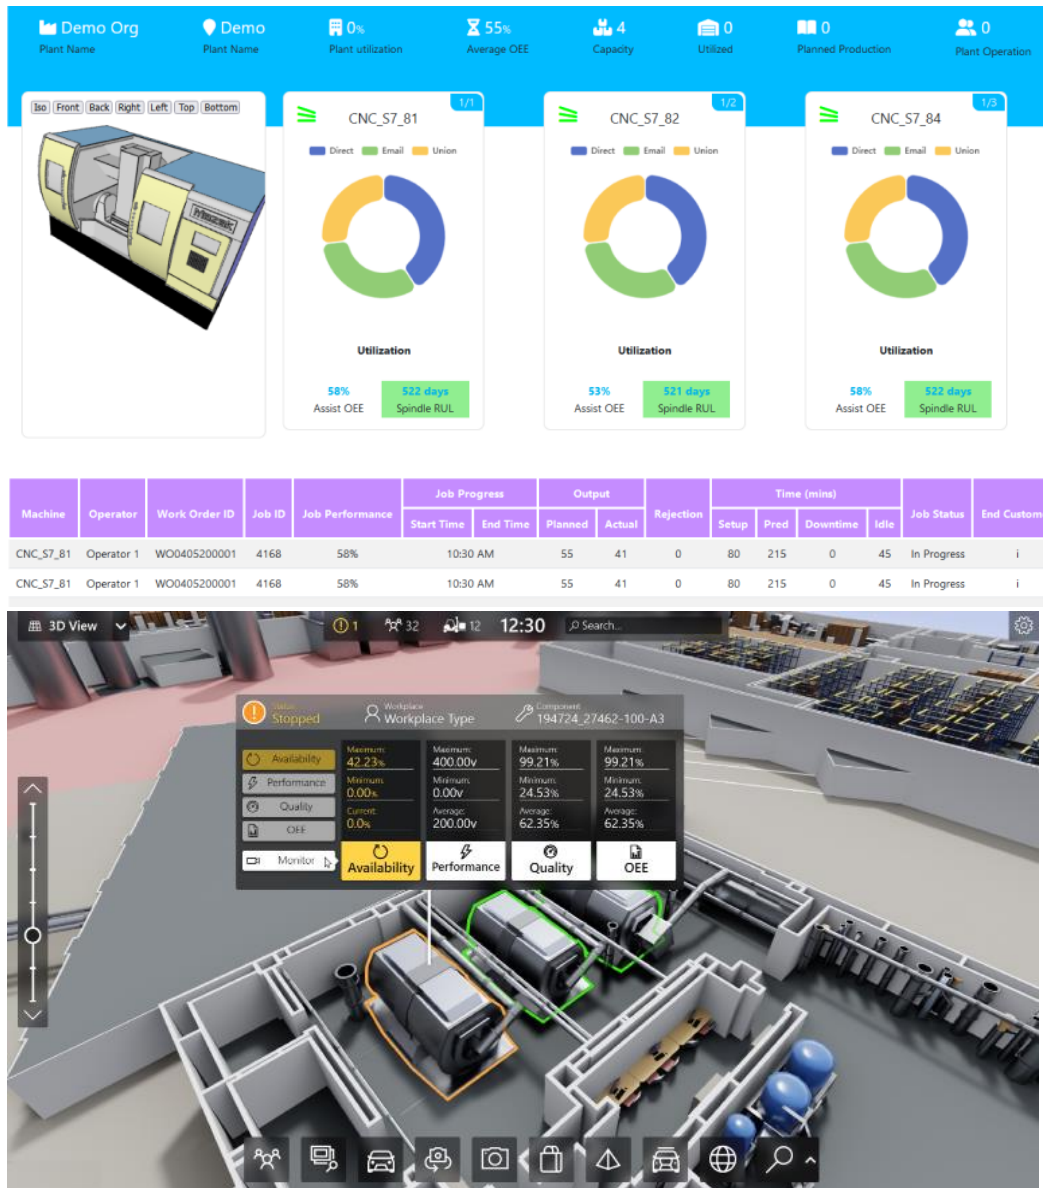 Demo Org
Plant Name
Demo
Plant Name
0%
Plant utilization
55%
Average OEE
4
Capacity
0
Utilized
0
Planned Production
0
Plant Operation
Iso Front Back Right Left Top Bottom
1/1
CNC_S7_81
Direct Email Union
Utilization
58%
Assist OEE
522 days
Spindle RUL
1/2
CNC_S7_82
Direct Email Union
Utilization
53%
Assist OEE
521 days
Spindle RUL
1/3
CNC_S7_84
Direct Email Union
Utilization
58%
Assist OEE
522 days
Spindle RUL
Machine Operator Work Order ID Job ID Job Performance Job Progress Output Rejection Time (mins) Job Status End Custome
Start Time End Time Planned Actual Setup Pred Downtime Idle
CNC_S7_81 Operator 1 WO0405200001 4168 58% 10:30 AM 55 41 0 80 215 0 45 In Progress i
CNC_S7_81 Operator 1 WO0405200001 4168 58% 10:30 AM 55 41 0 80 215 0 45 In Progress i
3D View 1 32 12 12:30 Search...
Status
Stopped
Workplace
Workplace Type
Component
194724_27462-100-A3
Availability
Performance
Quality
OEE
Monitor
Maximum:
42.23%
Minimum:
0.00%
Current:
0.0%
Availability
Maximum:
400.00v
Minimum:
0.00v
Average:
200.00v
Performance
Maximum:
99.21%
Minimum:
24.53%
Average:
62.35%
Quality
Maximum:
99.21%
Minimum:
24.53%
Average:
62.35%
OEE